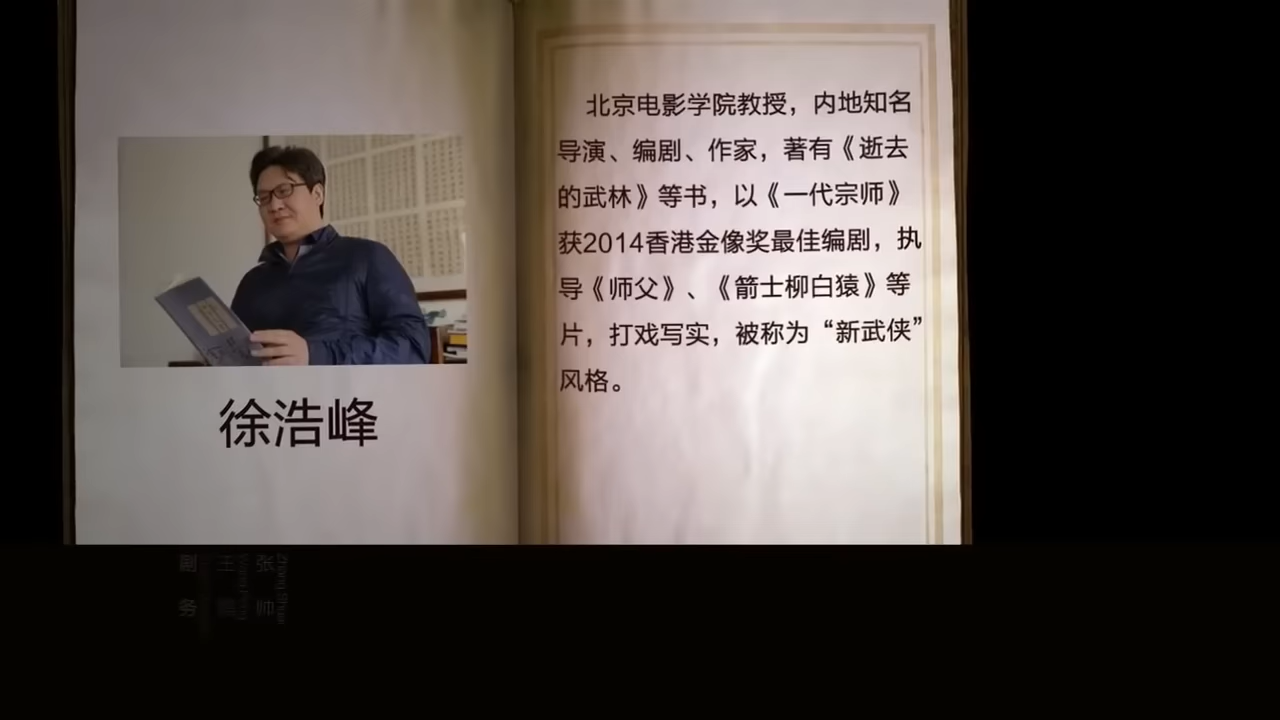 徐浩峰
北京电影学院教授，内地知名
导演、编剧、作家，著有《逝去
的武林》等书，以《一代宗师》
获2014香港金像奖最佳编剧，执
导《师父》、《箭士柳白猿》等
片，打戏写实，被称为“新武侠”
风格。
张帅